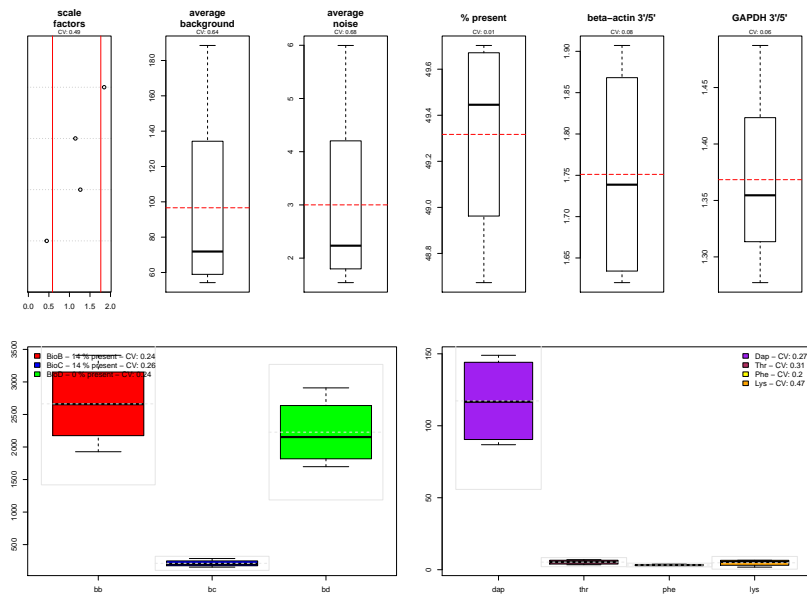 scale
factors
CV: 0.49
0.0 0.5 1.0 1.5 2.0
average
background
CV: 0.64
60 80 100 120 140 160 180
average
noise
CV: 0.68
2 3 4 5 6
% present
CV: 0.01
48.8 49.0 49.2 49.4 49.6
beta−actin 3'/5'
CV: 0.08
1.65 1.70 1.75 1.80 1.85 1.90
GAPDH 3'/5'
CV: 0.06
1.30 1.35 1.40 1.45
500 1000 1500 2000 2500 3000 3500
BioB − 14 % present − CV: 0.24
BioC − 14 % present − CV: 0.26
BioD − 0 % present − CV: 0.24
bb bc bd
0 50 100 150
Dap − CV: 0.27
Thr − CV: 0.31
Phe − CV: 0.2
Lys − CV: 0.47
dap thr phe lys